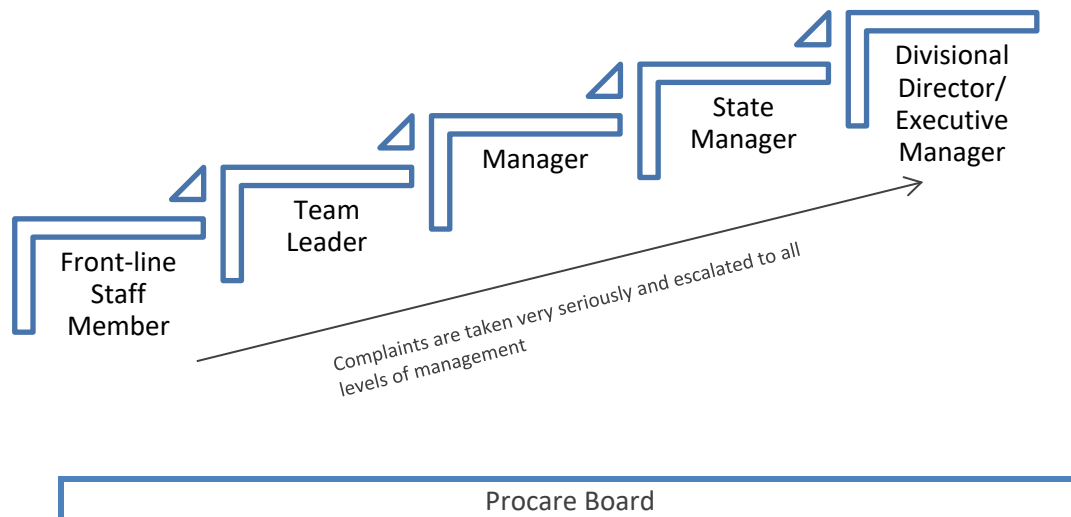 Front-line
Staff
Member
Team
Leader
Manager
State
Manager
Divisional
Director/
Executive
Manager
Complaints are taken very seriously and escalated to all
levels of management
Procare Board